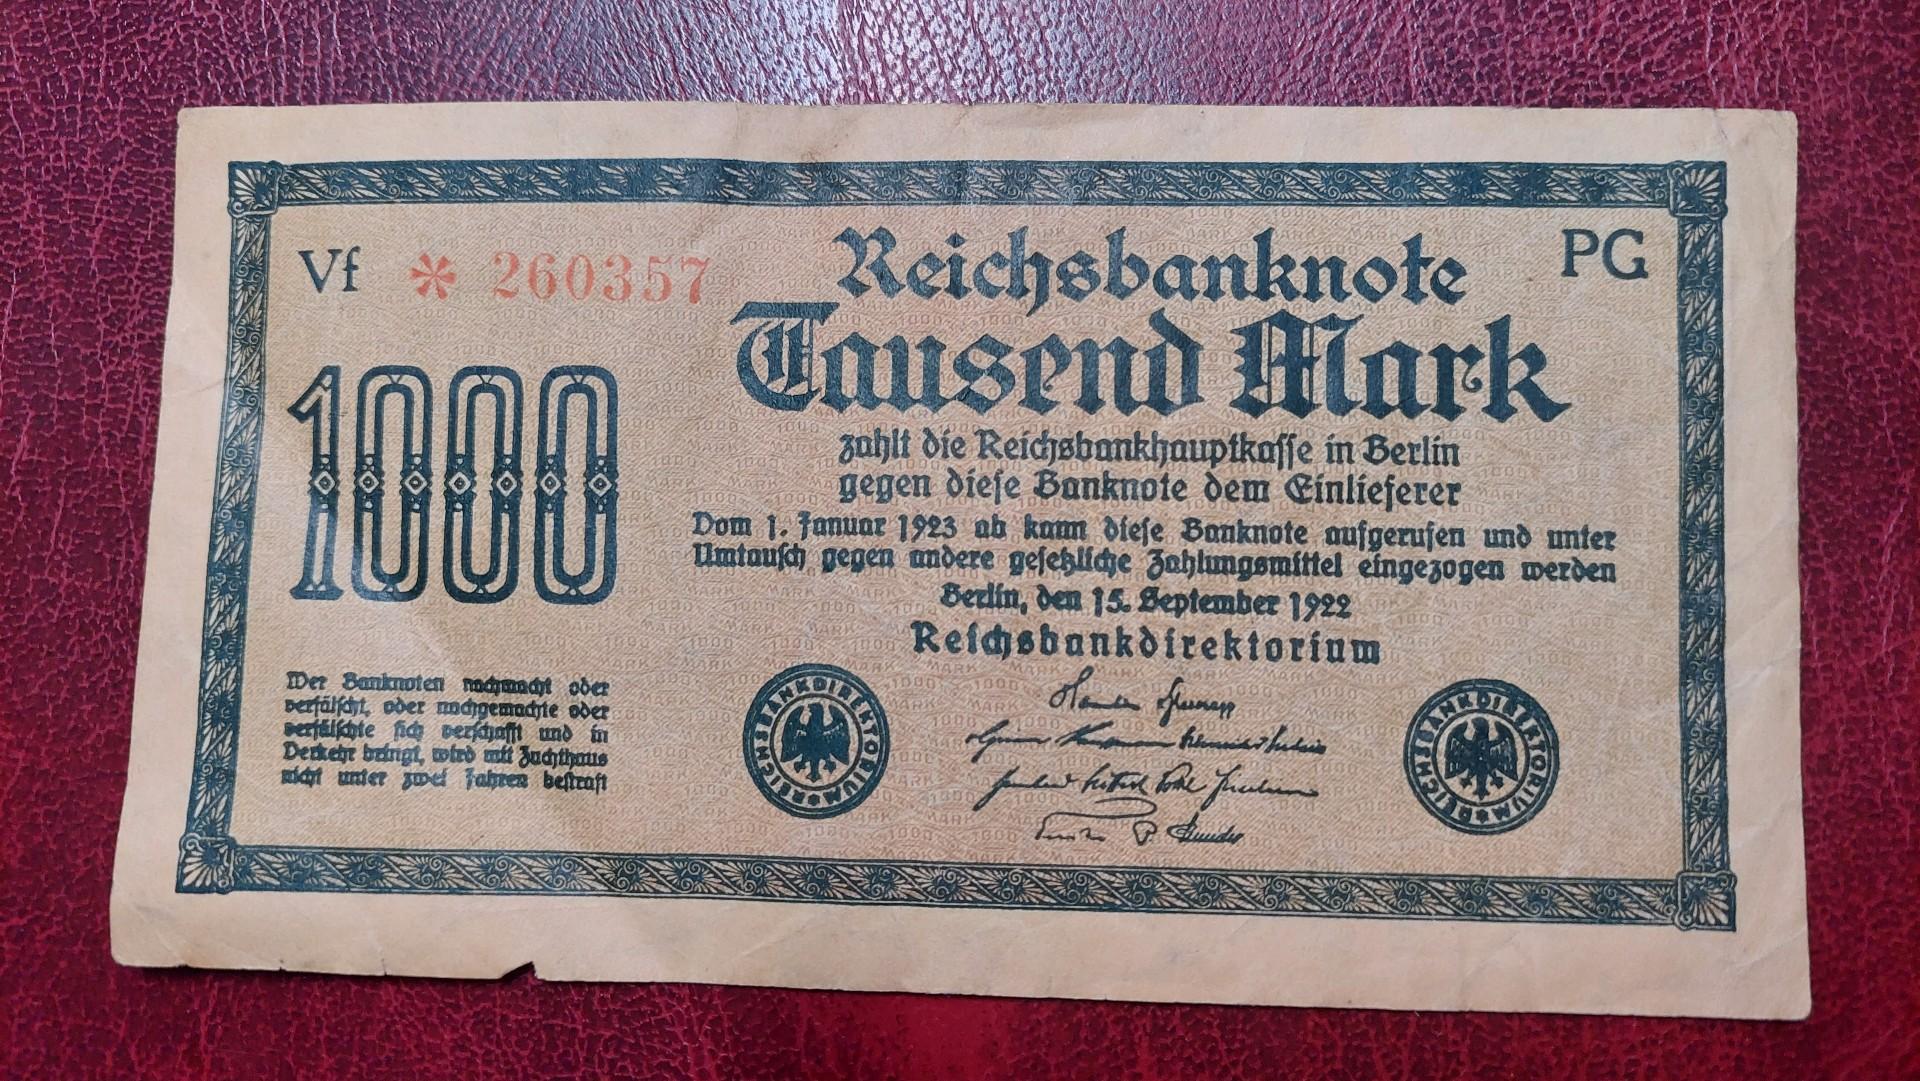 Vf * 260357
PG
Reichsbanknote
Tausend Mark
zahlt die Reichsbankhauptkasse in Berlin
gegen diese Banknote dem Einlieferer
Vom 1. Januar 1923 ab kann diese Banknote aufgerufen und unter
Umtausch gegen andere gesetzliche Zahlungsmittel eingezogen werden
Berlin, den 15. September 1922
Reichsbankdirektorium
1000
Wer Banknoten nachmacht oder
verfälscht, oder nachgemachte oder
verfälschte sich verschafft und in
Verkehr bringt, wird mit Zuchthaus
nicht unter zwei Jahren bestraft
REICHSBANKDIREKTORIUM
REICHSBANKDIREKTORIUM